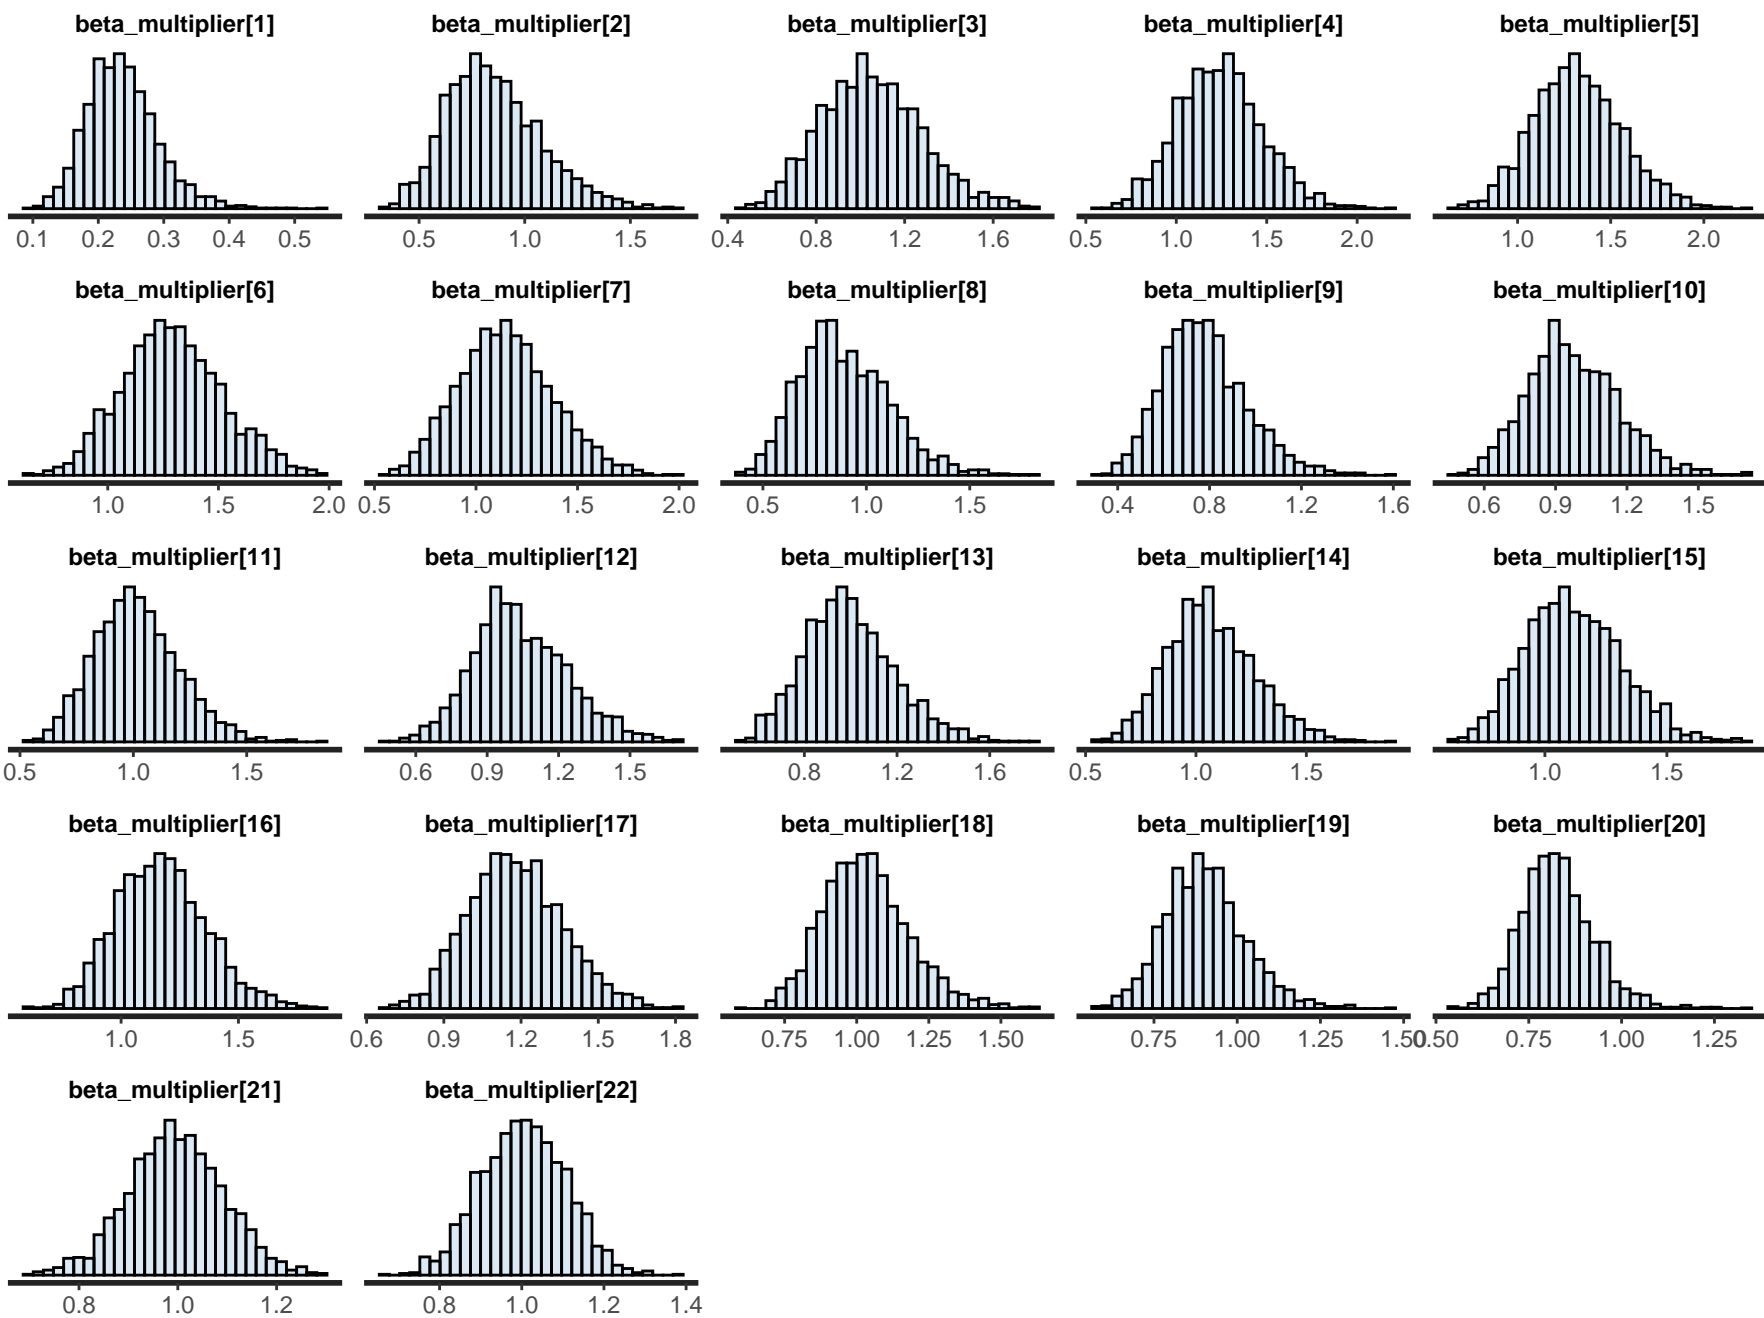 beta_multiplier[1] beta_multiplier[2] beta_multiplier[3] beta_multiplier[4] beta_multiplier[5]
0.1 0.2 0.3 0.4 0.5 0.5 1.0 1.5 0.4 0.8 1.2 1.6 0.5 1.0 1.5 2.0 1.0 1.5 2.0
beta_multiplier[6] beta_multiplier[7] beta_multiplier[8] beta_multiplier[9] beta_multiplier[10]
1.0 1.5 2.0 0.5 1.0 1.5 2.0 0.5 1.0 1.5 0.4 0.8 1.2 1.6 0.6 0.9 1.2 1.5
beta_multiplier[11] beta_multiplier[12] beta_multiplier[13] beta_multiplier[14] beta_multiplier[15]
0.5 1.0 1.5 0.6 0.9 1.2 1.5 0.8 1.2 1.6 0.5 1.0 1.5 1.0 1.5
beta_multiplier[16] beta_multiplier[17] beta_multiplier[18] beta_multiplier[19] beta_multiplier[20]
1.0 1.5 0.6 0.9 1.2 1.5 1.8 0.75 1.00 1.25 1.50 0.75 1.00 1.25 1.50 0.50 0.75 1.00 1.25
beta_multiplier[21] beta_multiplier[22]
0.8 1.0 1.2 0.8 1.0 1.2 1.4